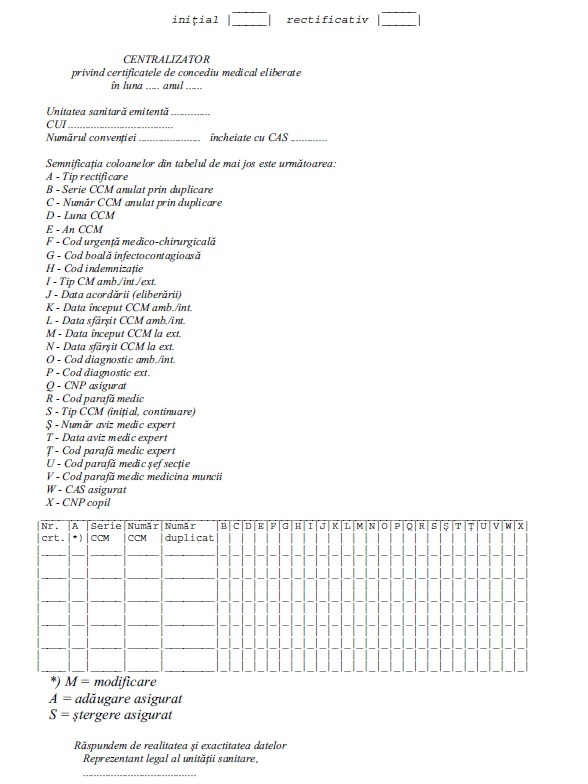 inițial |_____| rectificativ |_____|
CENTRALIZATOR
privind certificatele de concediu medical eliberate
în luna ..... anul ......
Unitatea sanitară emitentă ..............
CUI .....................................
Numărul convenției ...................... încheiate cu CAS .............
Semnificația coloanelor din tabelul de mai jos este următoarea:
A - Tip rectificare
B - Serie CCM anulat prin duplicare
C - Număr CCM anulat prin duplicare
D - Luna CCM
E - An CCM
F - Cod urgență medico-chirurgicală
G - Cod boală infectocontagioasă
H - Cod indemnizație
I - Tip CM amb./int./ext.
J - Data acordării (eliberării)
K - Data început CCM amb./int.
L - Data sfârșit CCM amb./int.
M - Data început CCM la ext.
N - Data sfârșit CCM la ext.
O - Cod diagnostic amb./int.
P - Cod diagnostic ext.
Q - CNP asigurat
R - Cod parafă medic
S - Tip CCM (inițial, continuare)
Ș - Număr aviz medic expert
T - Data aviz medic expert
Ț - Cod parafă medic expert
U - Cod parafă medic șef secție
V - Cod parafă medic medicina muncii
W - CAS asigurat
X - CNP copil
|Nr. |A |Serie|Număr|Număr |B|C|D|E|F|G|H|I|J|K|L|M|N|O|P|Q|R|S|Ș|T|Ț|U|V|W|X|
|crt.|*)|CCM |CCM |duplicat| | | | | | | | | | | | | | | | | | | | | | | | | |
*) M = modificare
A = adăugare asigurat
S = ștergere asigurat
Răspundem de realitatea și exactitatea datelor
Reprezentant legal al unității sanitare,
.......................................